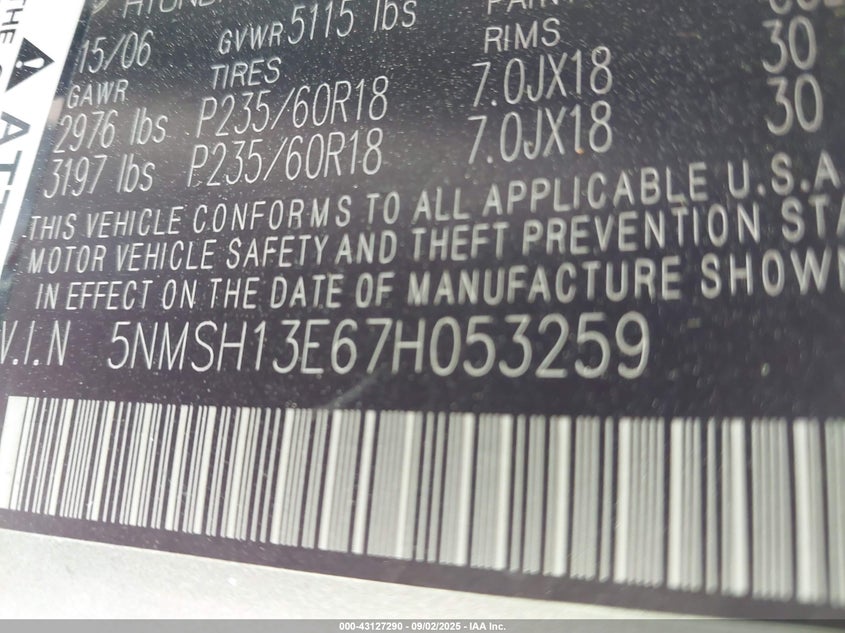 15/06 GVWR 5115 lbs
GAWR TIRES RIMS
2976 lbs P235/60R18 7.0JX18 30
3197 lbs P235/60R18 7.0JX18 30
THIS VEHICLE CONFORMS TO ALL APPLICABLE U.S.A
MOTOR VEHICLE SAFETY AND THEFT PREVENTION STA
IN EFFECT ON THE DATE OF MANUFACTURE SHOWN
V.I.N 5NMSH13E67H053259
THE
000-43127290 - 09/02/2025 - IAA Inc.